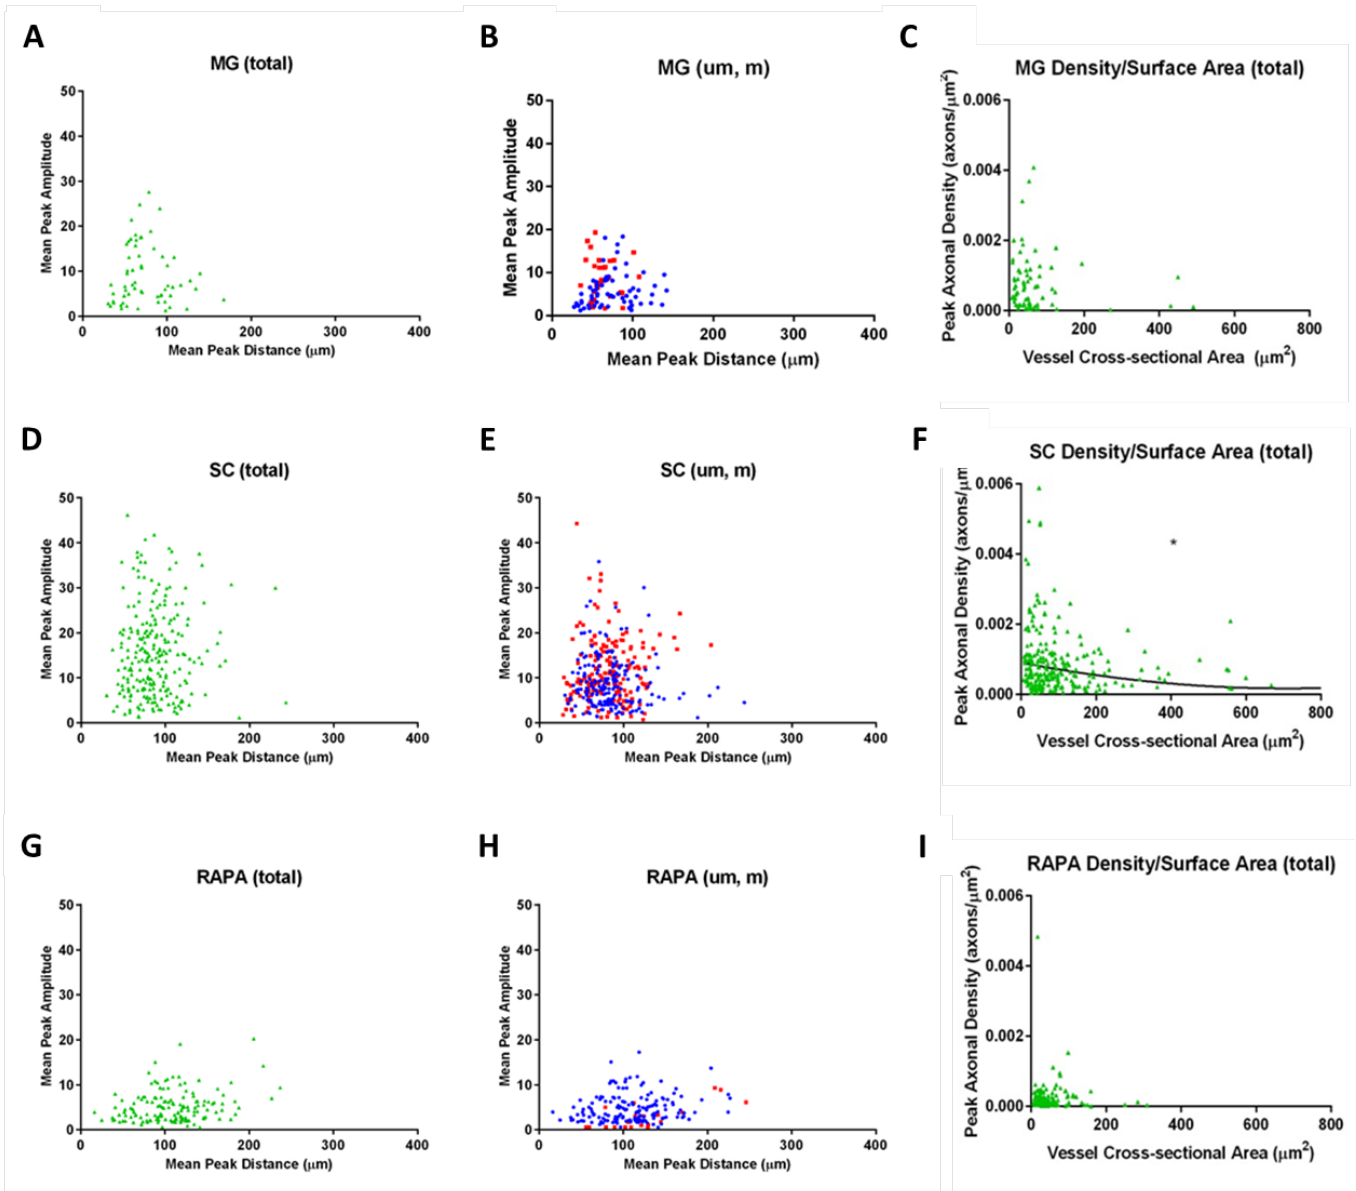 A
MG (total)
50
40
30
20
10
0
Mean Peak Amplitude
0 100 200 300 400
Mean Peak Distance (μm)
B
MG (um, m)
50
40
30
20
10
0
Mean Peak Amplitude
0 100 200 300 400
Mean Peak Distance (μm)
C
MG Density/Surface Area (total)
0.006
0.004
0.002
0.000
Peak Axonal Density (axons/μm²)
0 200 400 600 800
Vessel Cross-sectional Area (μm²)
D
SC (total)
50
40
30
20
10
0
Mean Peak Amplitude
0 100 200 300 400
Mean Peak Distance (μm)
E
SC (um, m)
50
40
30
20
10
0
Mean Peak Amplitude
0 100 200 300 400
Mean Peak Distance (μm)
F
SC Density/Surface Area (total)
0.006
0.004
0.002
0.000
Peak Axonal Density (axons/μm
*
0 200 400 600 800
Vessel Cross-sectional Area (μm²)
G
RAPA (total)
50
40
30
20
10
0
Mean Peak Amplitude
0 100 200 300 400
Mean Peak Distance (μm)
H
RAPA (um, m)
50
40
30
20
10
0
Mean Peak Amplitude
0 100 200 300 400
Mean Peak Distance (μm)
I
RAPA Density/Surface Area (total)
0.006
0.004
0.002
0.000
Peak Axonal Density (axons/μm²)
0 200 400 600 800
Vessel Cross-sectional Area (μm²)